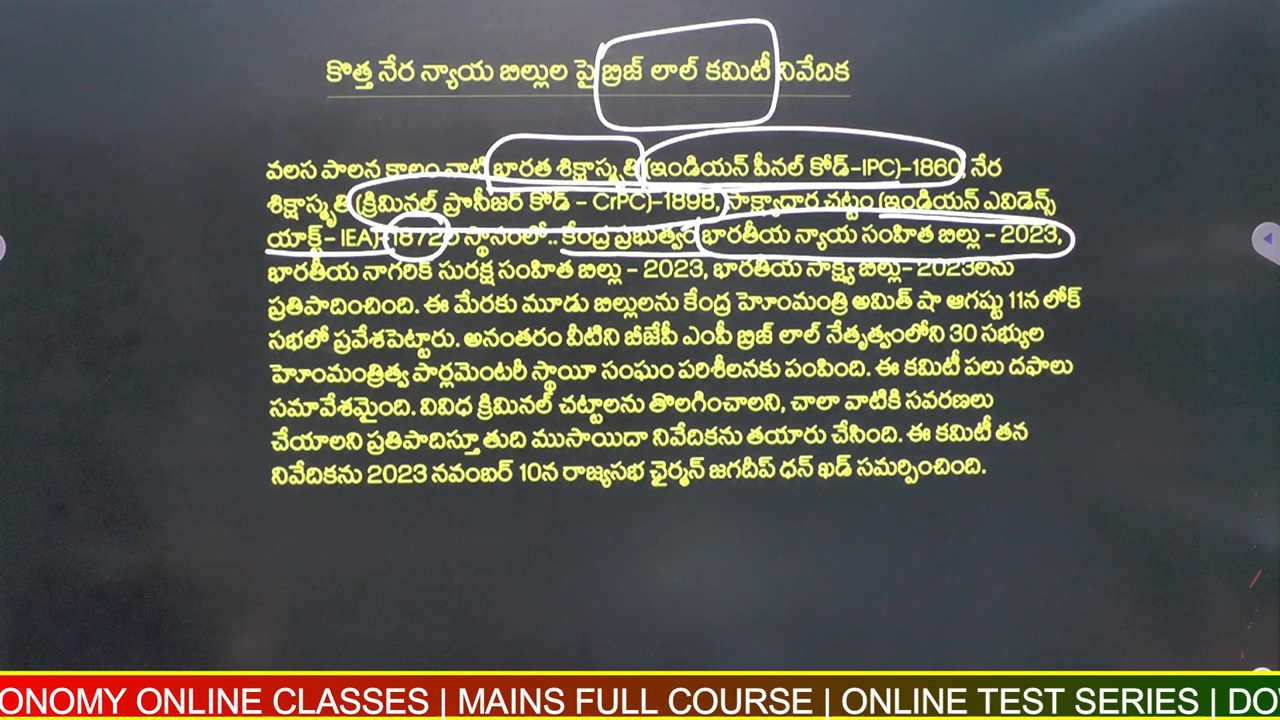 కొత్త నేర న్యాయ బిల్లుల పై బ్రిజ్ లాల్ కమిటీ నివేదిక
వలస పాలన కాలం నాటి భారత శిక్షాస్మృతి (ఇండియన్ పీనల్ కోడ్-IPC)-1860, నేర
శిక్షాస్మృతి (క్రిమినల్ ప్రొసీజర్ కోడ్ - CrPC)-1898, సాక్ష్యాధార చట్టం (ఇండియన్ ఎవిడెన్స్
యాక్ట్- IEA)-1872ల స్థానంలో.. కేంద్ర ప్రభుత్వం భారతీయ న్యాయ సంహిత బిల్లు - 2023,
భారతీయ నాగరిక్ సురక్ష సంహిత బిల్లు - 2023, భారతీయ సాక్ష్య బిల్లు- 2023లను
ప్రతిపాదించింది. ఈ మేరకు మూడు బిల్లులను కేంద్ర హెూంమంత్రి అమిత్ షా ఆగష్టు 11న లోక్
సభలో ప్రవేశపెట్టారు. అనంతరం వీటిని బీజేపీ ఎంపీ బ్రిజ్ లాల్ నేతృత్వంలోని 30 సభ్యుల
హెూంమంత్రిత్వ పార్లమెంటరీ స్థాయీ సంఘం పరిశీలనకు పంపింది. ఈ కమిటీ పలు దఫాలు
సమావేశమైంది. వివిధ క్రిమినల్ చట్టాలను తొలగించాలని, చాలా వాటికి సవరణలు
చేయాలని ప్రతిపాదిస్తూ తుది ముసాయిదా నివేదికను తయారు చేసింది. ఈ కమిటీ తన
నివేదికను 2023 నవంబర్ 10న రాజ్యసభ ఛైర్మన్ జగదీప్ ధన్ ఖడ్ సమర్పించింది.
ONOMY ONLINE CLASSES | MAINS FULL COURSE | ONLINE TEST SERIES | DO